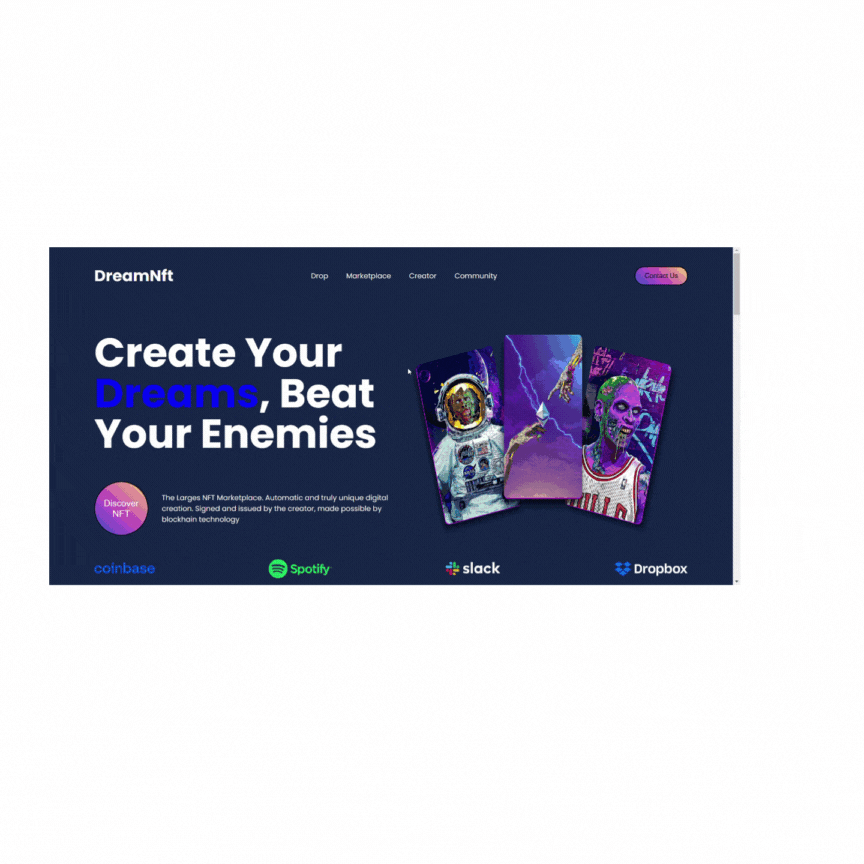 DreamNft
Drop Marketplace Creator Community
Contact Us
Create Your
Dreams, Beat
Your Enemies
Discover
NFT
The Larges NFT Marketplace. Automatic and truly unique digital
creation. Signed and issued by the creator, made possible by
blockhain technology
coinbase Spotify slack Dropbox